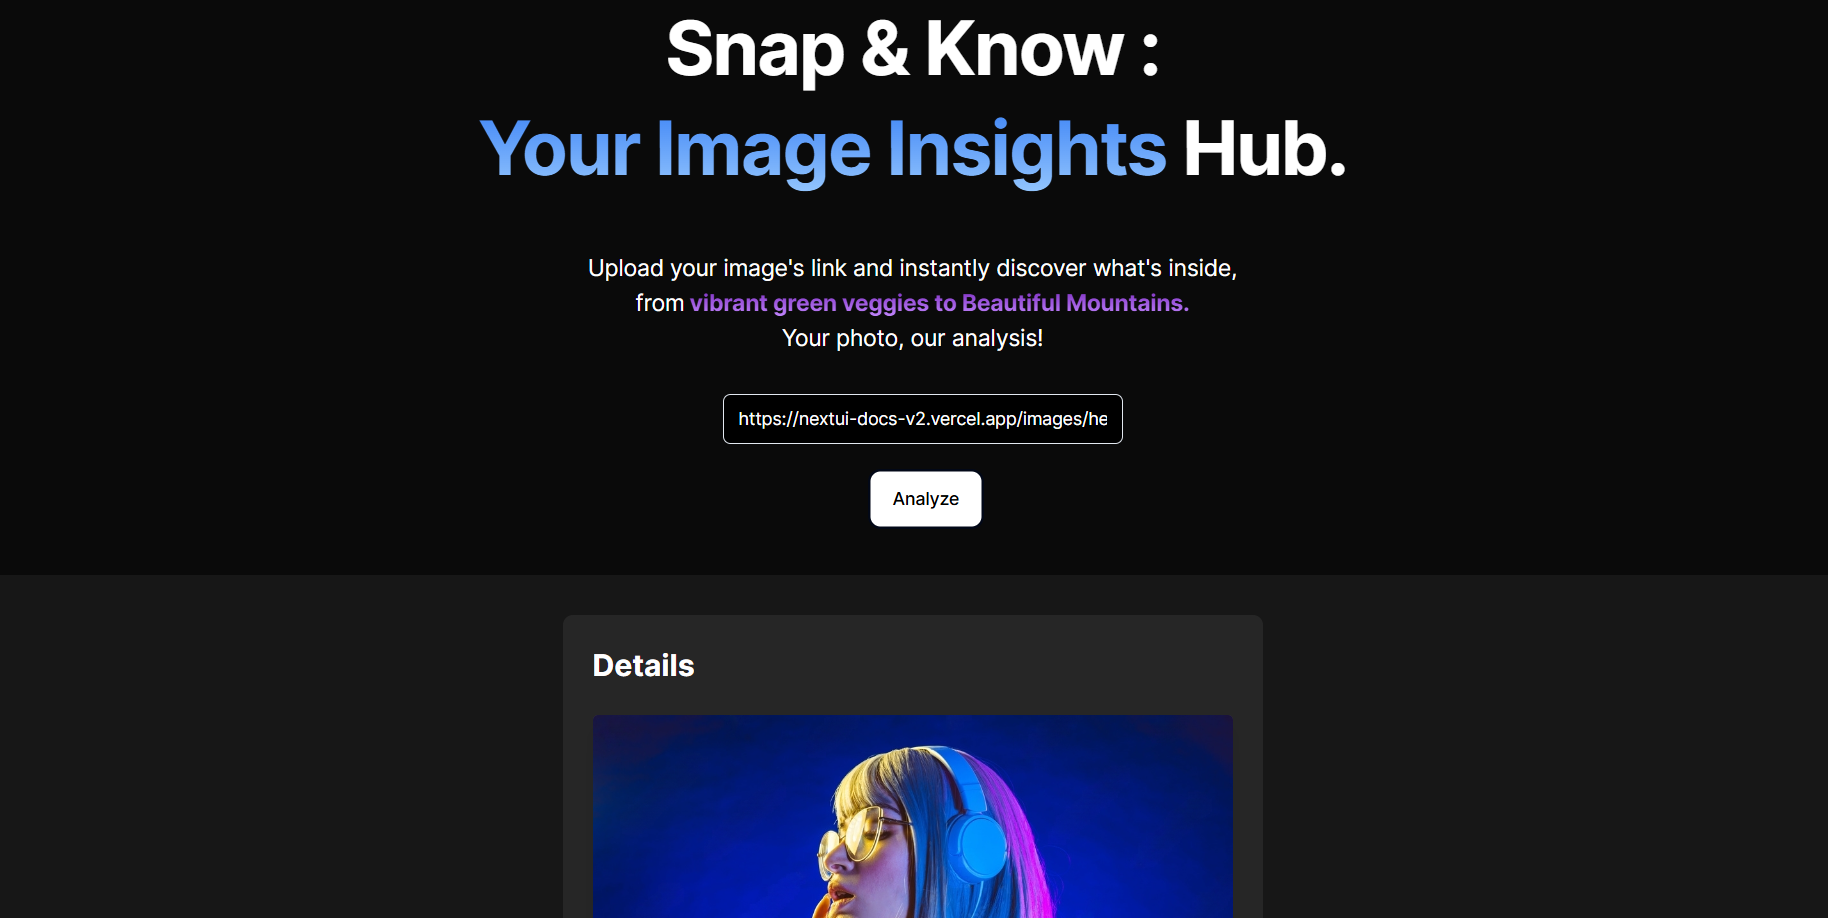 Snap & Know :
Your Image Insights Hub.
Upload your image's link and instantly discover what's inside,
from vibrant green veggies to Beautiful Mountains.
Your photo, our analysis!
https://nextui-docs-v2.vercel.app/images/he
Analyze
Details